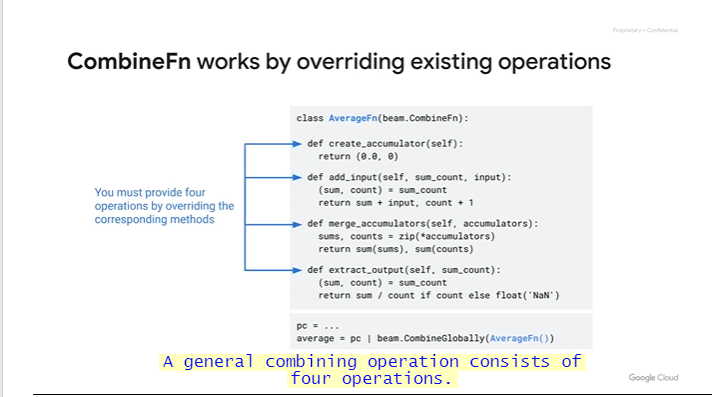 Proprietary + Confidential
CombineFn works by overriding existing operations
class AverageFn(beam.CombineFn):
def create_accumulator(self):
return (0.0, 0)
def add_input(self, sum_count, input):
(sum, count) = sum_count
return sum + input, count + 1
You must provide four
operations by overriding the
corresponding methods
def merge_accumulators(self, accumulators):
sums, counts = zip(*accumulators)
return sum(sums), sum(counts)
def extract_output(self, sum_count):
(sum, count) = sum_count
return sum / count if count else float('NaN')
pc = ...
average = pc | beam.CombineGlobally(AverageFn())
A general combining operation consists of
four operations.
Google Cloud